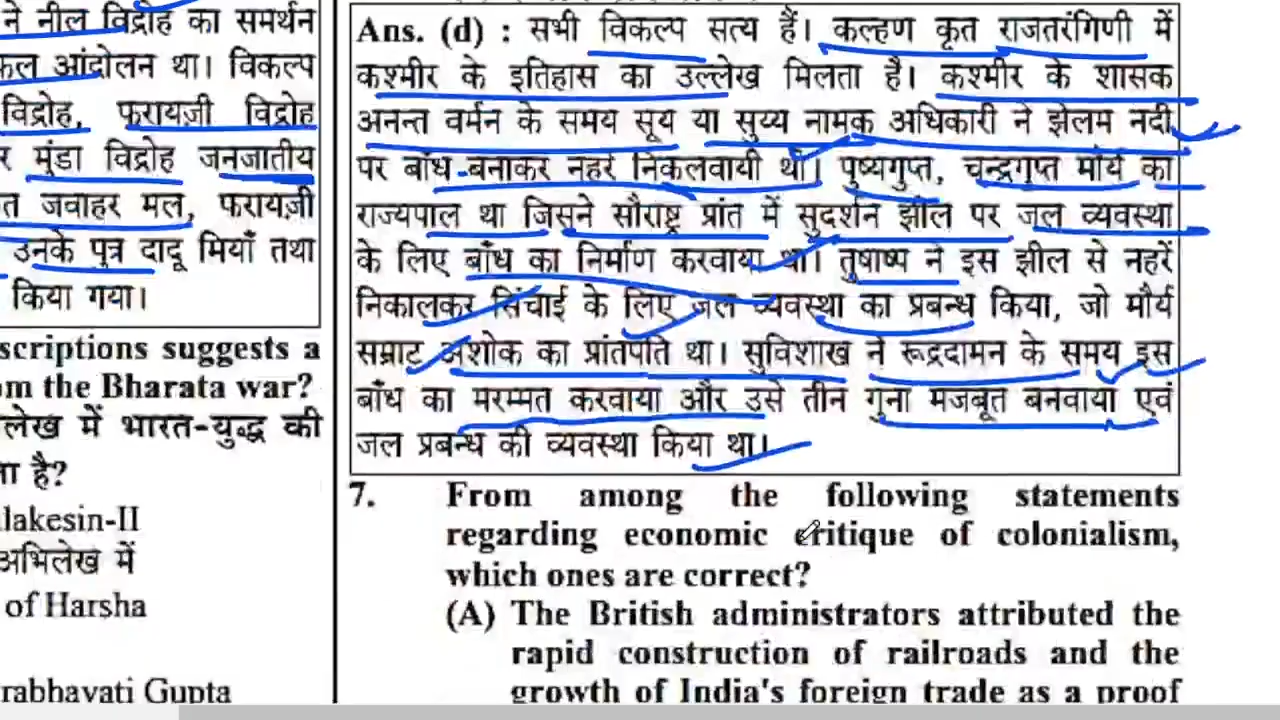 ने नील विद्रोह का समर्थन
आंदोलन था। विकल्प
विद्रोह, फरायज़ी विद्रोह
र मूंडा विद्रोह जनजातीय
त जवाहर मल, फरायज़ी
उनके पुत्र दादू मियाँ तथा
किया गया।
scriptions suggests a
om the Bharata war?
लेख में भारत-युद्ध की
ा है?
lakesin-II
अभिलेख में
of Harsha
rabhavati Gupta
Ans. (d) : सभी विकल्प सत्य हैं। कल्हण कृत राजतरंगिणी में
कश्मीर के इतिहास का उल्लेख मिलता है। कश्मीर के शासक
अनन्त वर्मन के समय सूय या सुय्य नामक अधिकारी ने झेलम नदी
पर बाँध बनाकर नहरें निकलवायी थी। पुष्यगुप्त, चन्द्रगुप्त मौर्य का
राज्यपाल था जिसने सौराष्ट्र प्रांत में सुदर्शन झील पर जल व्यवस्था
के लिए बाँध का निर्माण करवाया था। तुषाष्प ने इस झील से नहरें
निकालकर सिंचाई के लिए जल व्यवस्था का प्रबन्ध किया, जो मौर्य
सम्राट अशोक का प्रांतपति था। सुविशाख ने रूद्रदामन के समय इस
बाँध का मरम्मत करवाया और उसे तीन गुना मजबूत बनवाया एवं
जल प्रबन्ध की व्यवस्था किया था।
7. From among the following statements
regarding economic critique of colonialism,
which ones are correct?
(A) The British administrators attributed the
rapid construction of railroads and the
growth of India's foreign trade as a proof